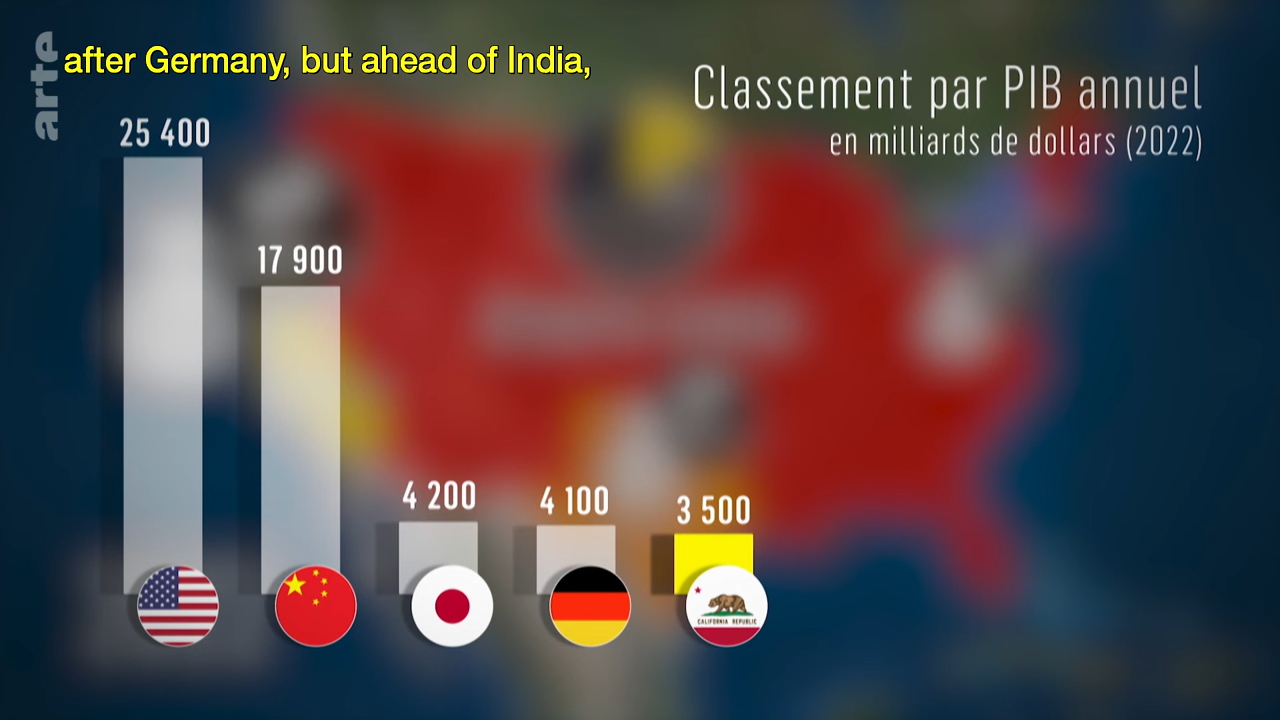 arte
after Germany, but ahead of India,
Classement par PIB annuel
en milliards de dollars (2022)
25 400
17 900
4 200
4 100
3 500
CALIFORNIA REPUBLIC